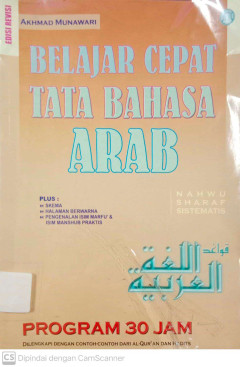 EDISI REVISI
AKHMAD MUNAWARI
BELAJAR CEPAT
TATA BAHASA
ARAB
PLUS :
SKEMA
HALAMAN BERWARNA
PENGENALAN ISIM MARFU' &
ISIM MANSHUB PRAKTIS
NAHWU
SHARAF
SISTEMATIS
قواعد
اللغة
العربية
PROGRAM 30 JAM
DILENGKAPI DENGAN CONTOH-CONTOH DARI AL-QUR'AN DAN HADITS
CS Dipindai dengan CamScanner